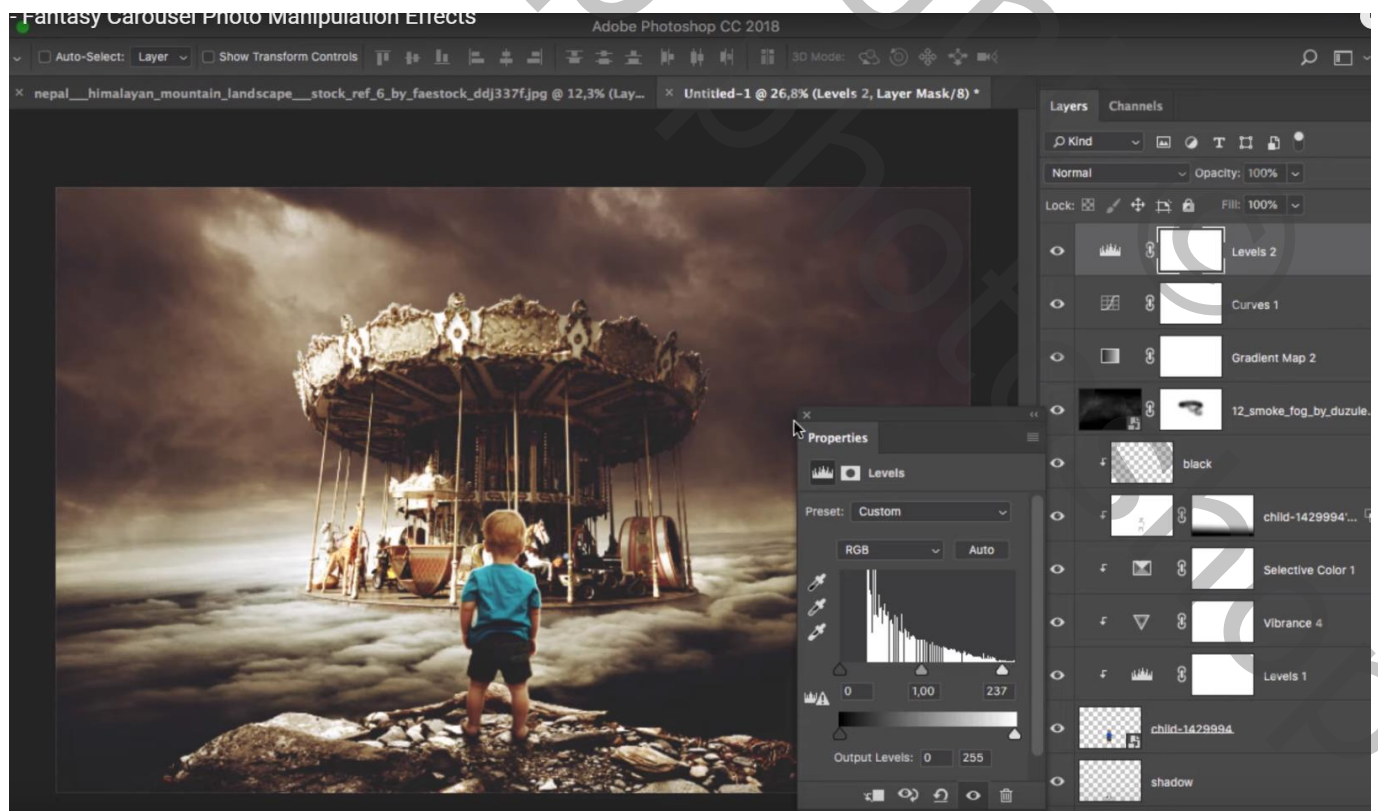 - Fantasy Carousel Photo Manipulation Effects
Adobe Photoshop CC 2018
Auto-Select: Layer Show Transform Controls 3D Mode:
× nepal__himalayan_mountain_landscape__stock_ref_6_by_faestock_ddj337f.jpg @ 12,3% (Lay... × Untitled-1 @ 26,8% (Levels 2, Layer Mask/8) *
Layers Channels
Kind
Normal Opacity: 100%
Lock: Fill: 100%
Levels 2
Curves 1
Gradient Map 2
12_smoke_fog_by_duzule.
black
child-1429994'...
Selective Color 1
Vibrance 4
Levels 1
child-1429994
shadow
Properties
Levels
Preset: Custom
RGB Auto
0 1,00 237
Output Levels: 0 255
©